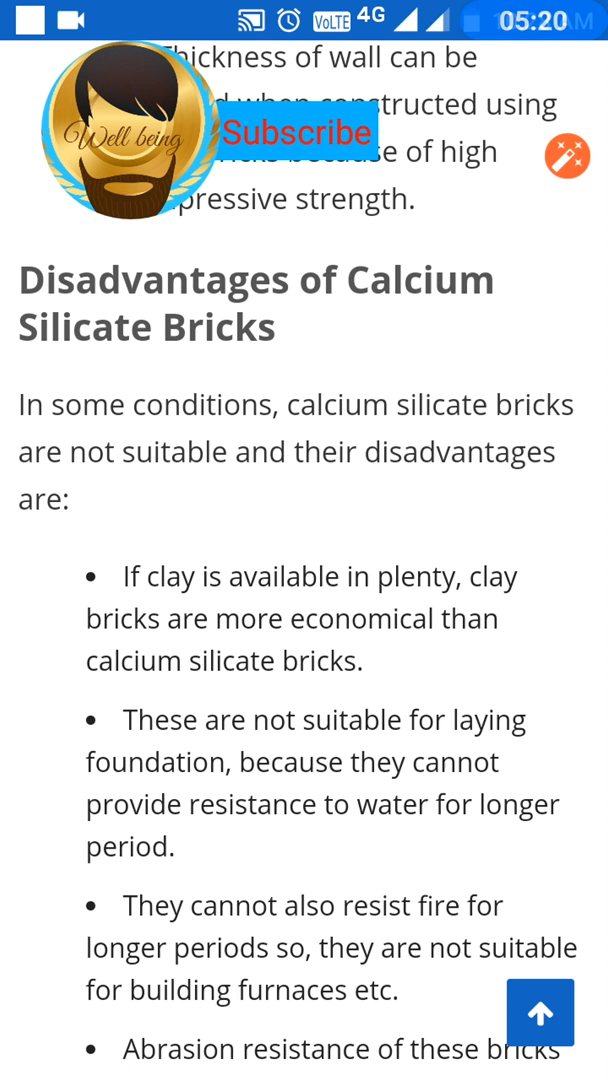 VoLTE 4G 05:20 AM
Thickness of wall can be
when constructed using
Well being
Subscribe
of high
strength.
Disadvantages of Calcium
Silicate Bricks
In some conditions, calcium silicate bricks
are not suitable and their disadvantages
are:
• If clay is available in plenty, clay
bricks are more economical than
calcium silicate bricks.
• These are not suitable for laying
foundation, because they cannot
provide resistance to water for longer
period.
• They cannot also resist fire for
longer periods so, they are not suitable
for building furnaces etc.
• Abrasion resistance of these bricks